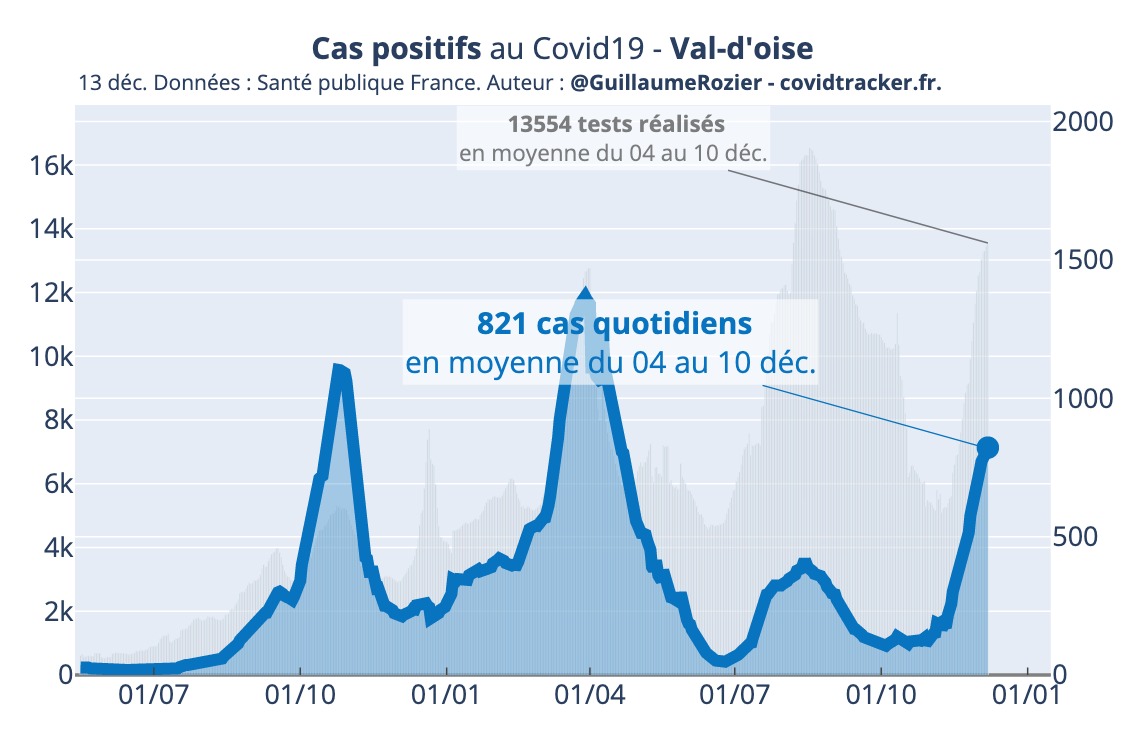 Cas positifs au Covid19 - Val-d'oise
13 déc. Données : Santé publique France. Auteur : @GuillaumeRozier - covidtracker.fr.
13554 tests réalisés
en moyenne du 04 au 10 déc.
821 cas quotidiens
en moyenne du 04 au 10 déc.
16k
14k
12k
10k
8k
6k
4k
2k
0
2000
1500
1000
500
0
01/07 01/10 01/01 01/04 01/07 01/10 01/01